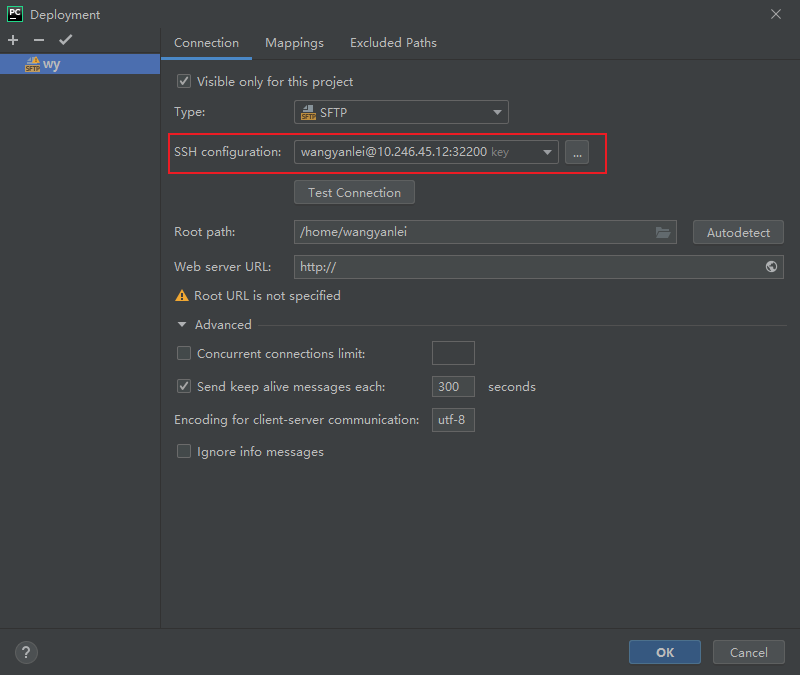 PC Deployment
Connection Mappings Excluded Paths
SFTP wy
Visible only for this project
Type: SFTP SFTP
SSH configuration: wangyanlei@10.246.45.12:32200 key ...
Test Connection
Root path: /home/wangyanlei Autodetect
Web server URL: http://
Root URL is not specified
Advanced
Concurrent connections limit:
Send keep alive messages each: 300 seconds
Encoding for client-server communication: utf-8
Ignore info messages
? OK Cancel